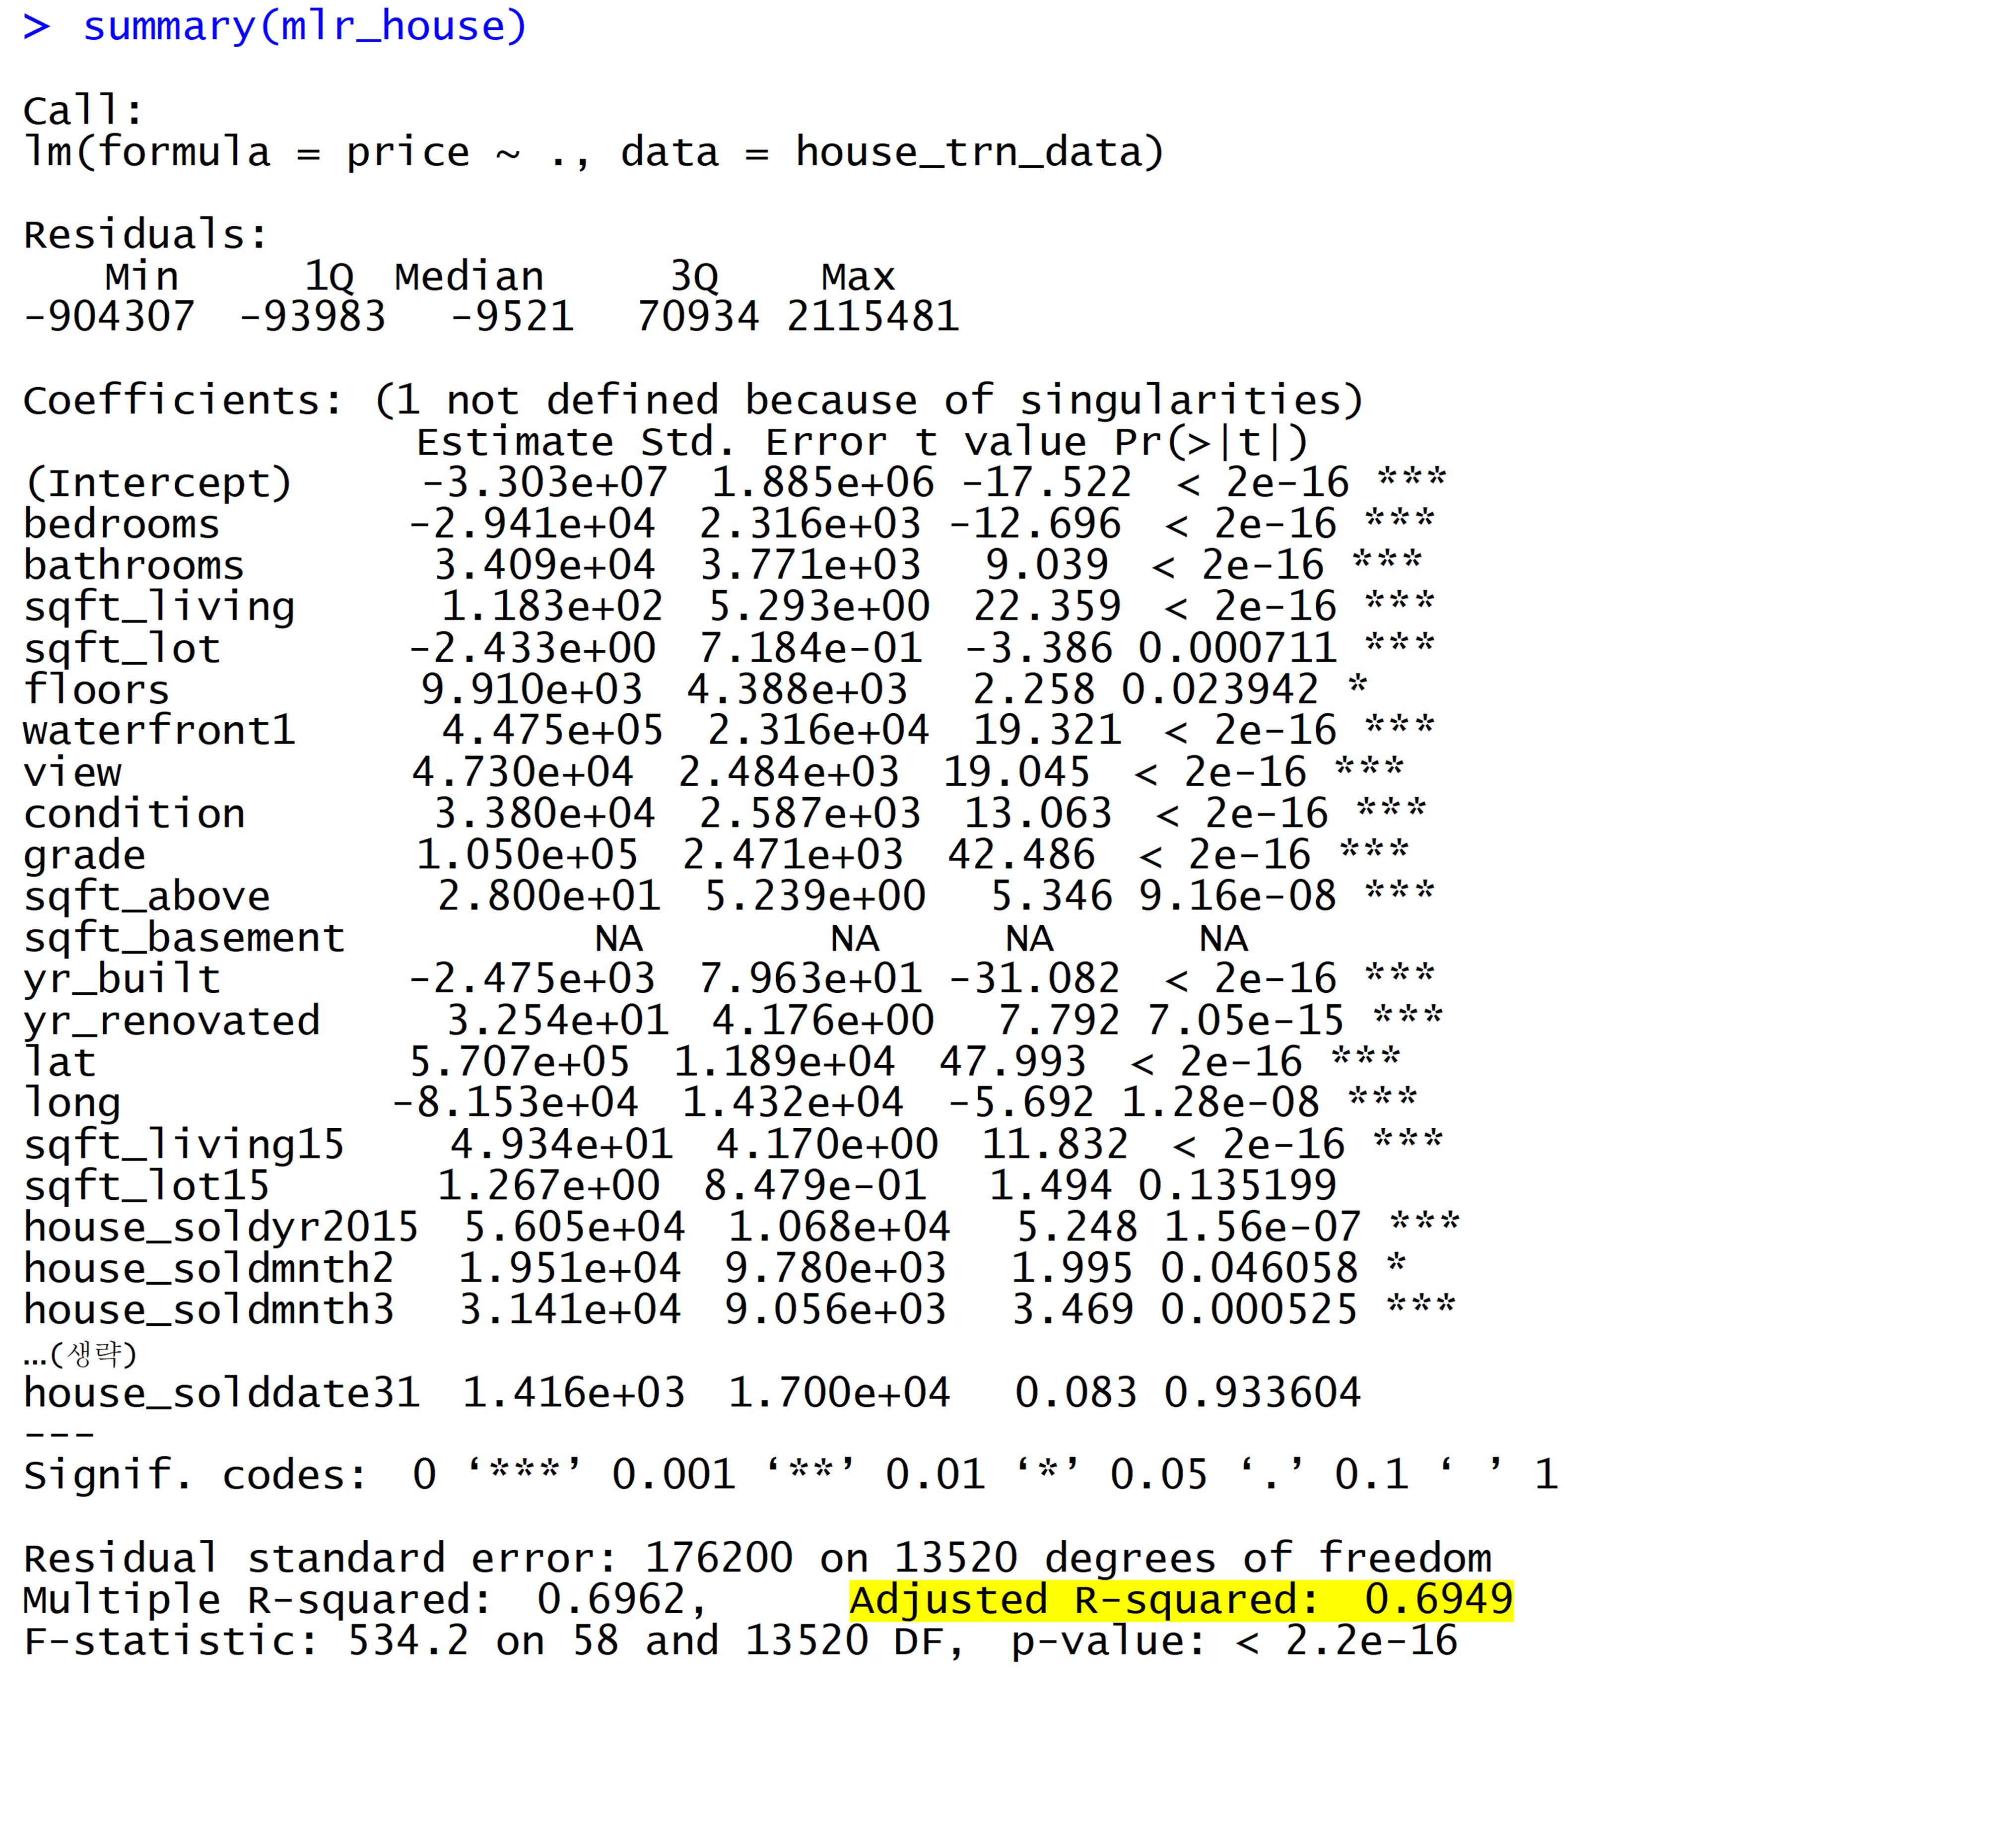 > summary(mlr_house)
Call:
lm(formula = price ~ ., data = house_trn_data)
Residuals:
Min 1Q Median 3Q Max
-904307 -93983 -9521 70934 2115481
Coefficients: (1 not defined because of singularities)
Estimate Std. Error t value Pr(>|t|)
(Intercept) -3.303e+07 1.885e+06 -17.522 < 2e-16 ***
bedrooms -2.941e+04 2.316e+03 -12.696 < 2e-16 ***
bathrooms 3.409e+04 3.771e+03 9.039 < 2e-16 ***
sqft_living 1.183e+02 5.293e+00 22.359 < 2e-16 ***
sqft_lot -2.433e+00 7.184e-01 -3.386 0.000711 ***
floors 9.910e+03 4.388e+03 2.258 0.023942 *
waterfront1 4.475e+05 2.316e+04 19.321 < 2e-16 ***
view 4.730e+04 2.484e+03 19.045 < 2e-16 ***
condition 3.380e+04 2.587e+03 13.063 < 2e-16 ***
grade 1.050e+05 2.471e+03 42.486 < 2e-16 ***
sqft_above 2.800e+01 5.239e+00 5.346 9.16e-08 ***
sqft_basement NA NA NA NA
yr_built -2.475e+03 7.963e+01 -31.082 < 2e-16 ***
yr_renovated 3.254e+01 4.176e+00 7.792 7.05e-15 ***
lat 5.707e+05 1.189e+04 47.993 < 2e-16 ***
long -8.153e+04 1.432e+04 -5.692 1.28e-08 ***
sqft_living15 4.934e+01 4.170e+00 11.832 < 2e-16 ***
sqft_lot15 1.267e+00 8.479e-01 1.494 0.135199
house_soldyr2015 5.605e+04 1.068e+04 5.248 1.56e-07 ***
house_soldmnth2 1.951e+04 9.780e+03 1.995 0.046058 *
house_soldmnth3 3.141e+04 9.056e+03 3.469 0.000525 ***
…(생략)
house_solddate31 1.416e+03 1.700e+04 0.083 0.933604
---
Signif. codes: 0 ‘***’ 0.001 ‘**’ 0.01 ‘*’ 0.05 ‘.’ 0.1 ‘ ’ 1
Residual standard error: 176200 on 13520 degrees of freedom
Multiple R-squared: 0.6962, Adjusted R-squared: 0.6949
F-statistic: 534.2 on 58 and 13520 DF, p-value: < 2.2e-16